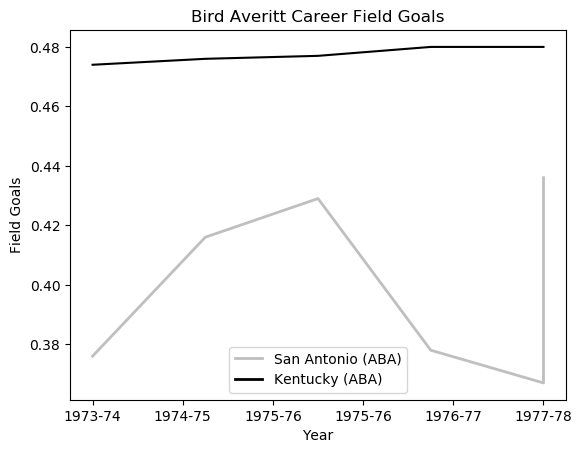 Bird Averitt Career Field Goals
0.48
0.46
0.44
0.42
0.40
0.38
Field Goals
San Antonio (ABA)
Kentucky (ABA)
1973-74 1974-75 1975-76 1975-76 1976-77 1977-78
Year